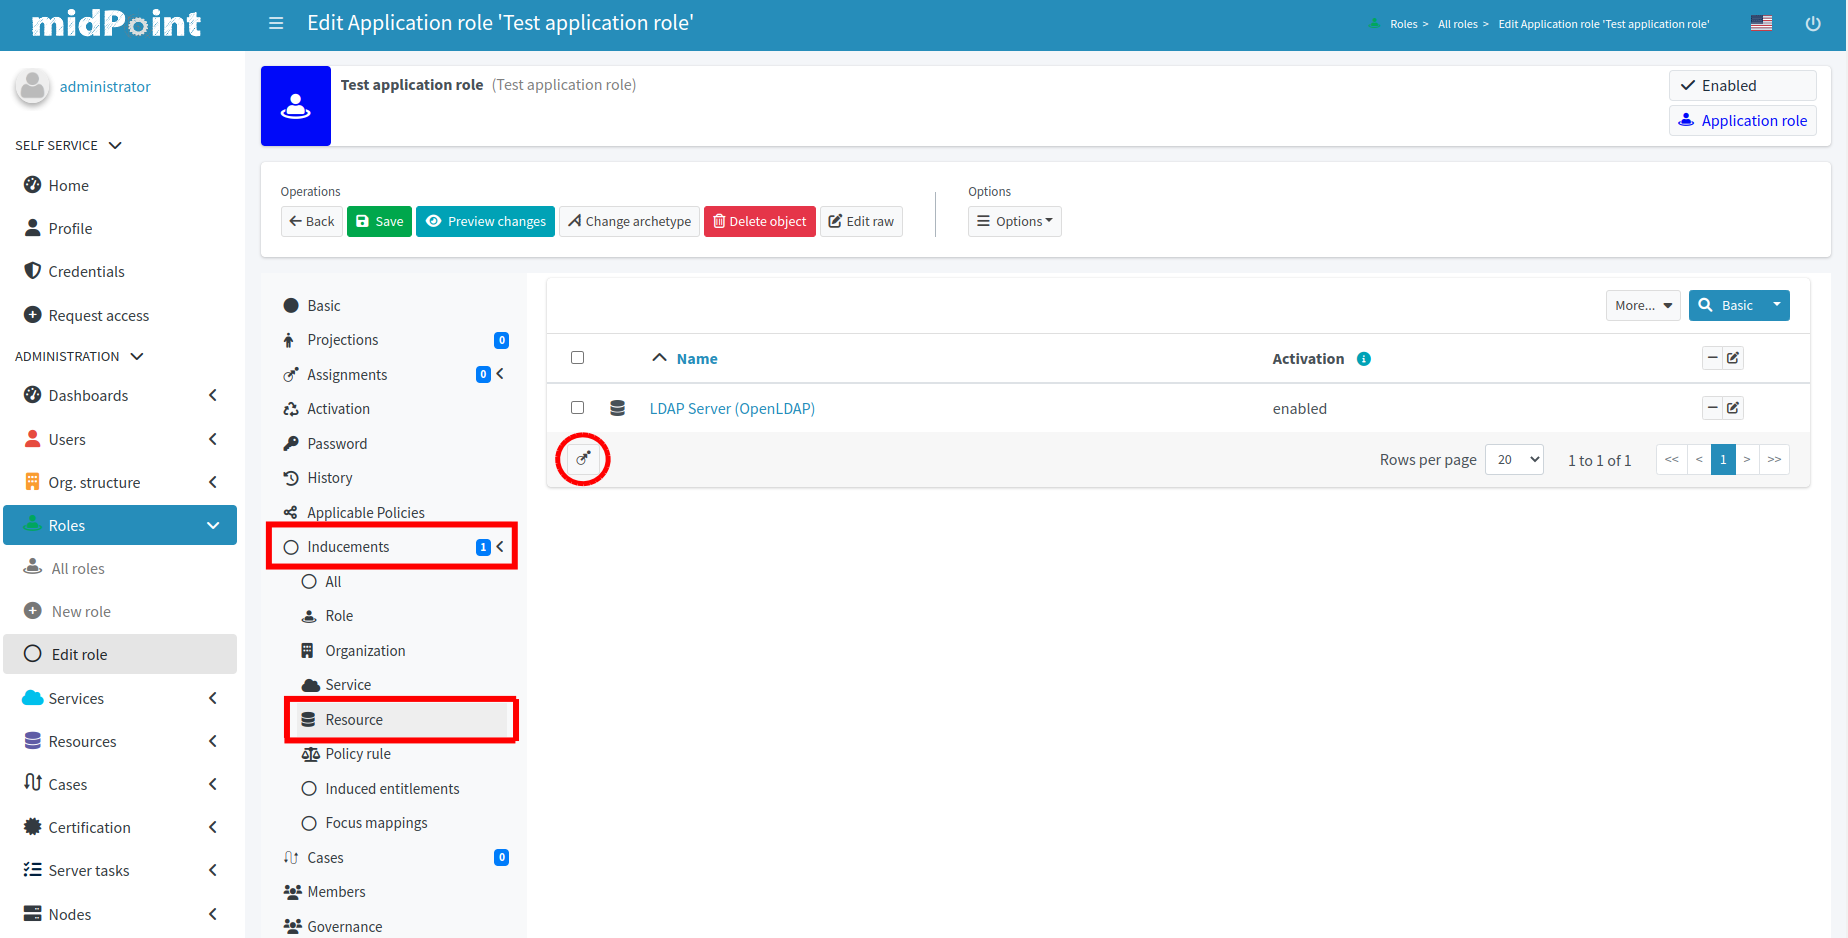 midPoint
Edit Application role 'Test application role'
Roles > All roles > Edit Application role 'Test application role'
administrator
SELF SERVICE
Home
Profile
Credentials
Request access
ADMINISTRATION
Dashboards
Users
Org. structure
Roles
All roles
New role
Edit role
Services
Resources
Cases
Certification
Server tasks
Nodes
Test application role (Test application role)
Enabled
Application role
Operations
Back Save Preview changes Change archetype Delete object Edit raw
Options
Options
Basic
Projections 0
Assignments 0
Activation
Password
History
Applicable Policies
Inducements 1
All
Role
Organization
Service
Resource
Policy rule
Induced entitlements
Focus mappings
Cases 0
Members
Governance
More... Basic
Name Activation
LDAP Server (OpenLDAP) enabled
Rows per page 20 1 to 1 of 1 << < 1 > >>